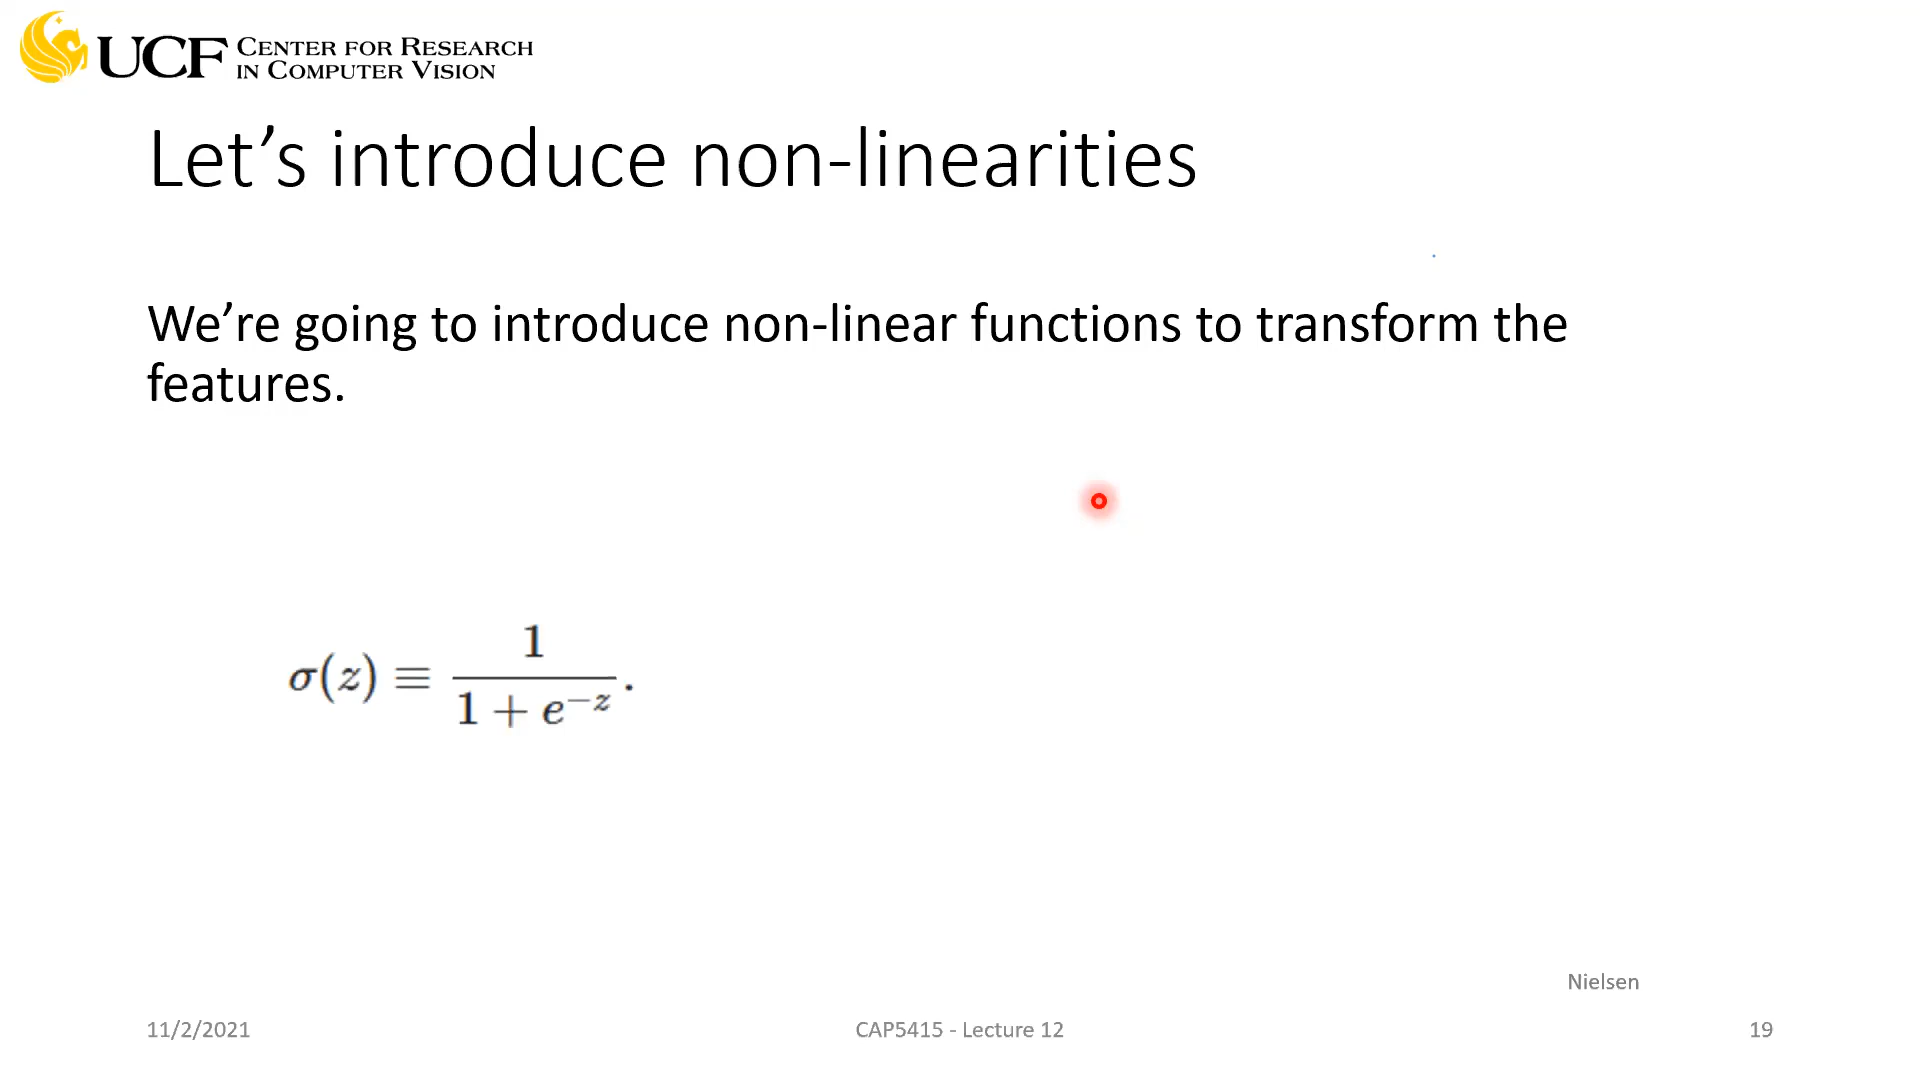 UCF CENTER FOR RESEARCH
IN COMPUTER VISION
Let’s introduce non-linearities
We’re going to introduce non-linear functions to transform the
features.
σ(z) ≡ 1 / (1 + e^{−z}) .
Nielsen
11/2/2021
CAP5415 - Lecture 12
19